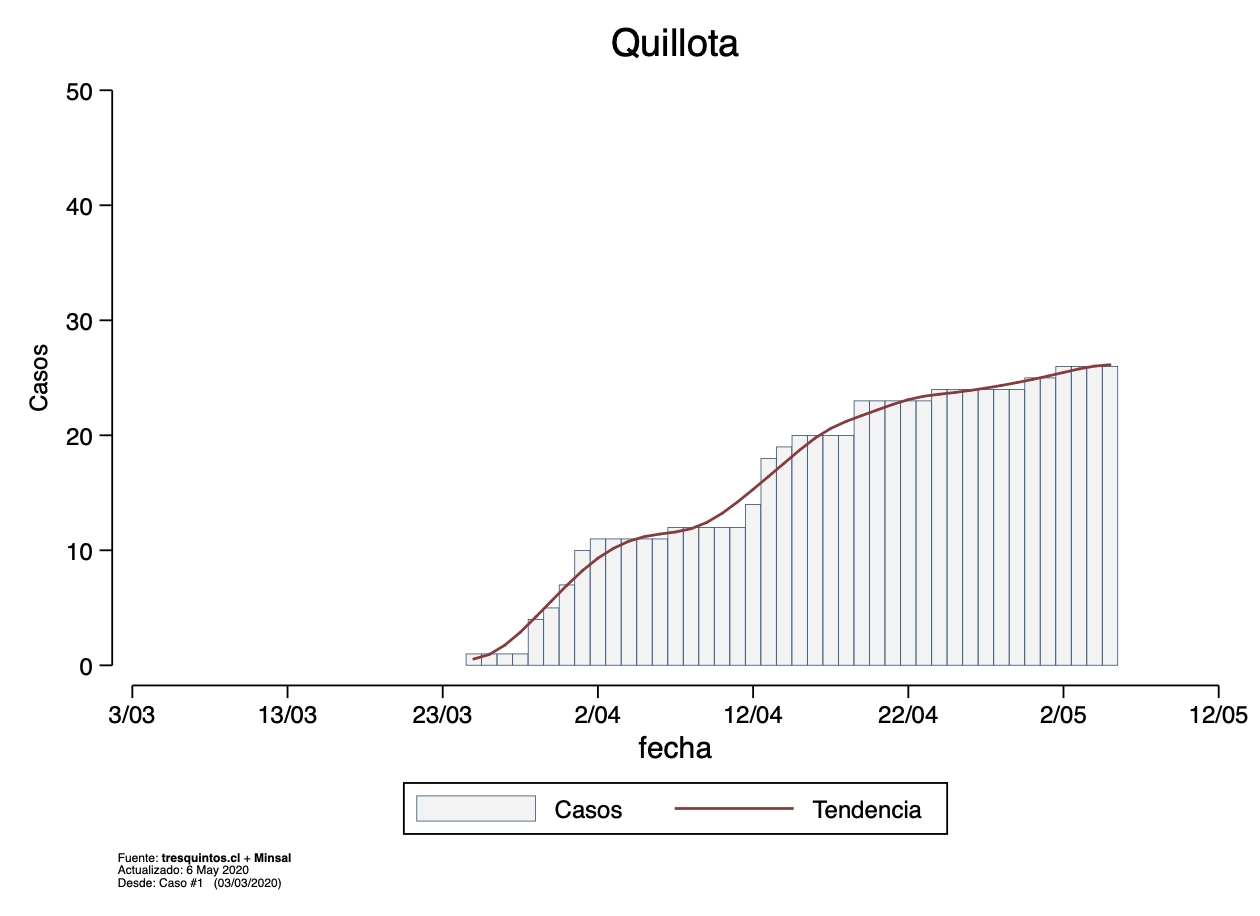 Quillota
50
40
30
20
10
0
Casos
3/03 13/03 23/03 2/04 12/04 22/04 2/05 12/05
fecha
Casos Tendencia
Fuente: tresquintos.cl + Minsal
Actualizado: 6 May 2020
Desde: Caso #1 (03/03/2020)